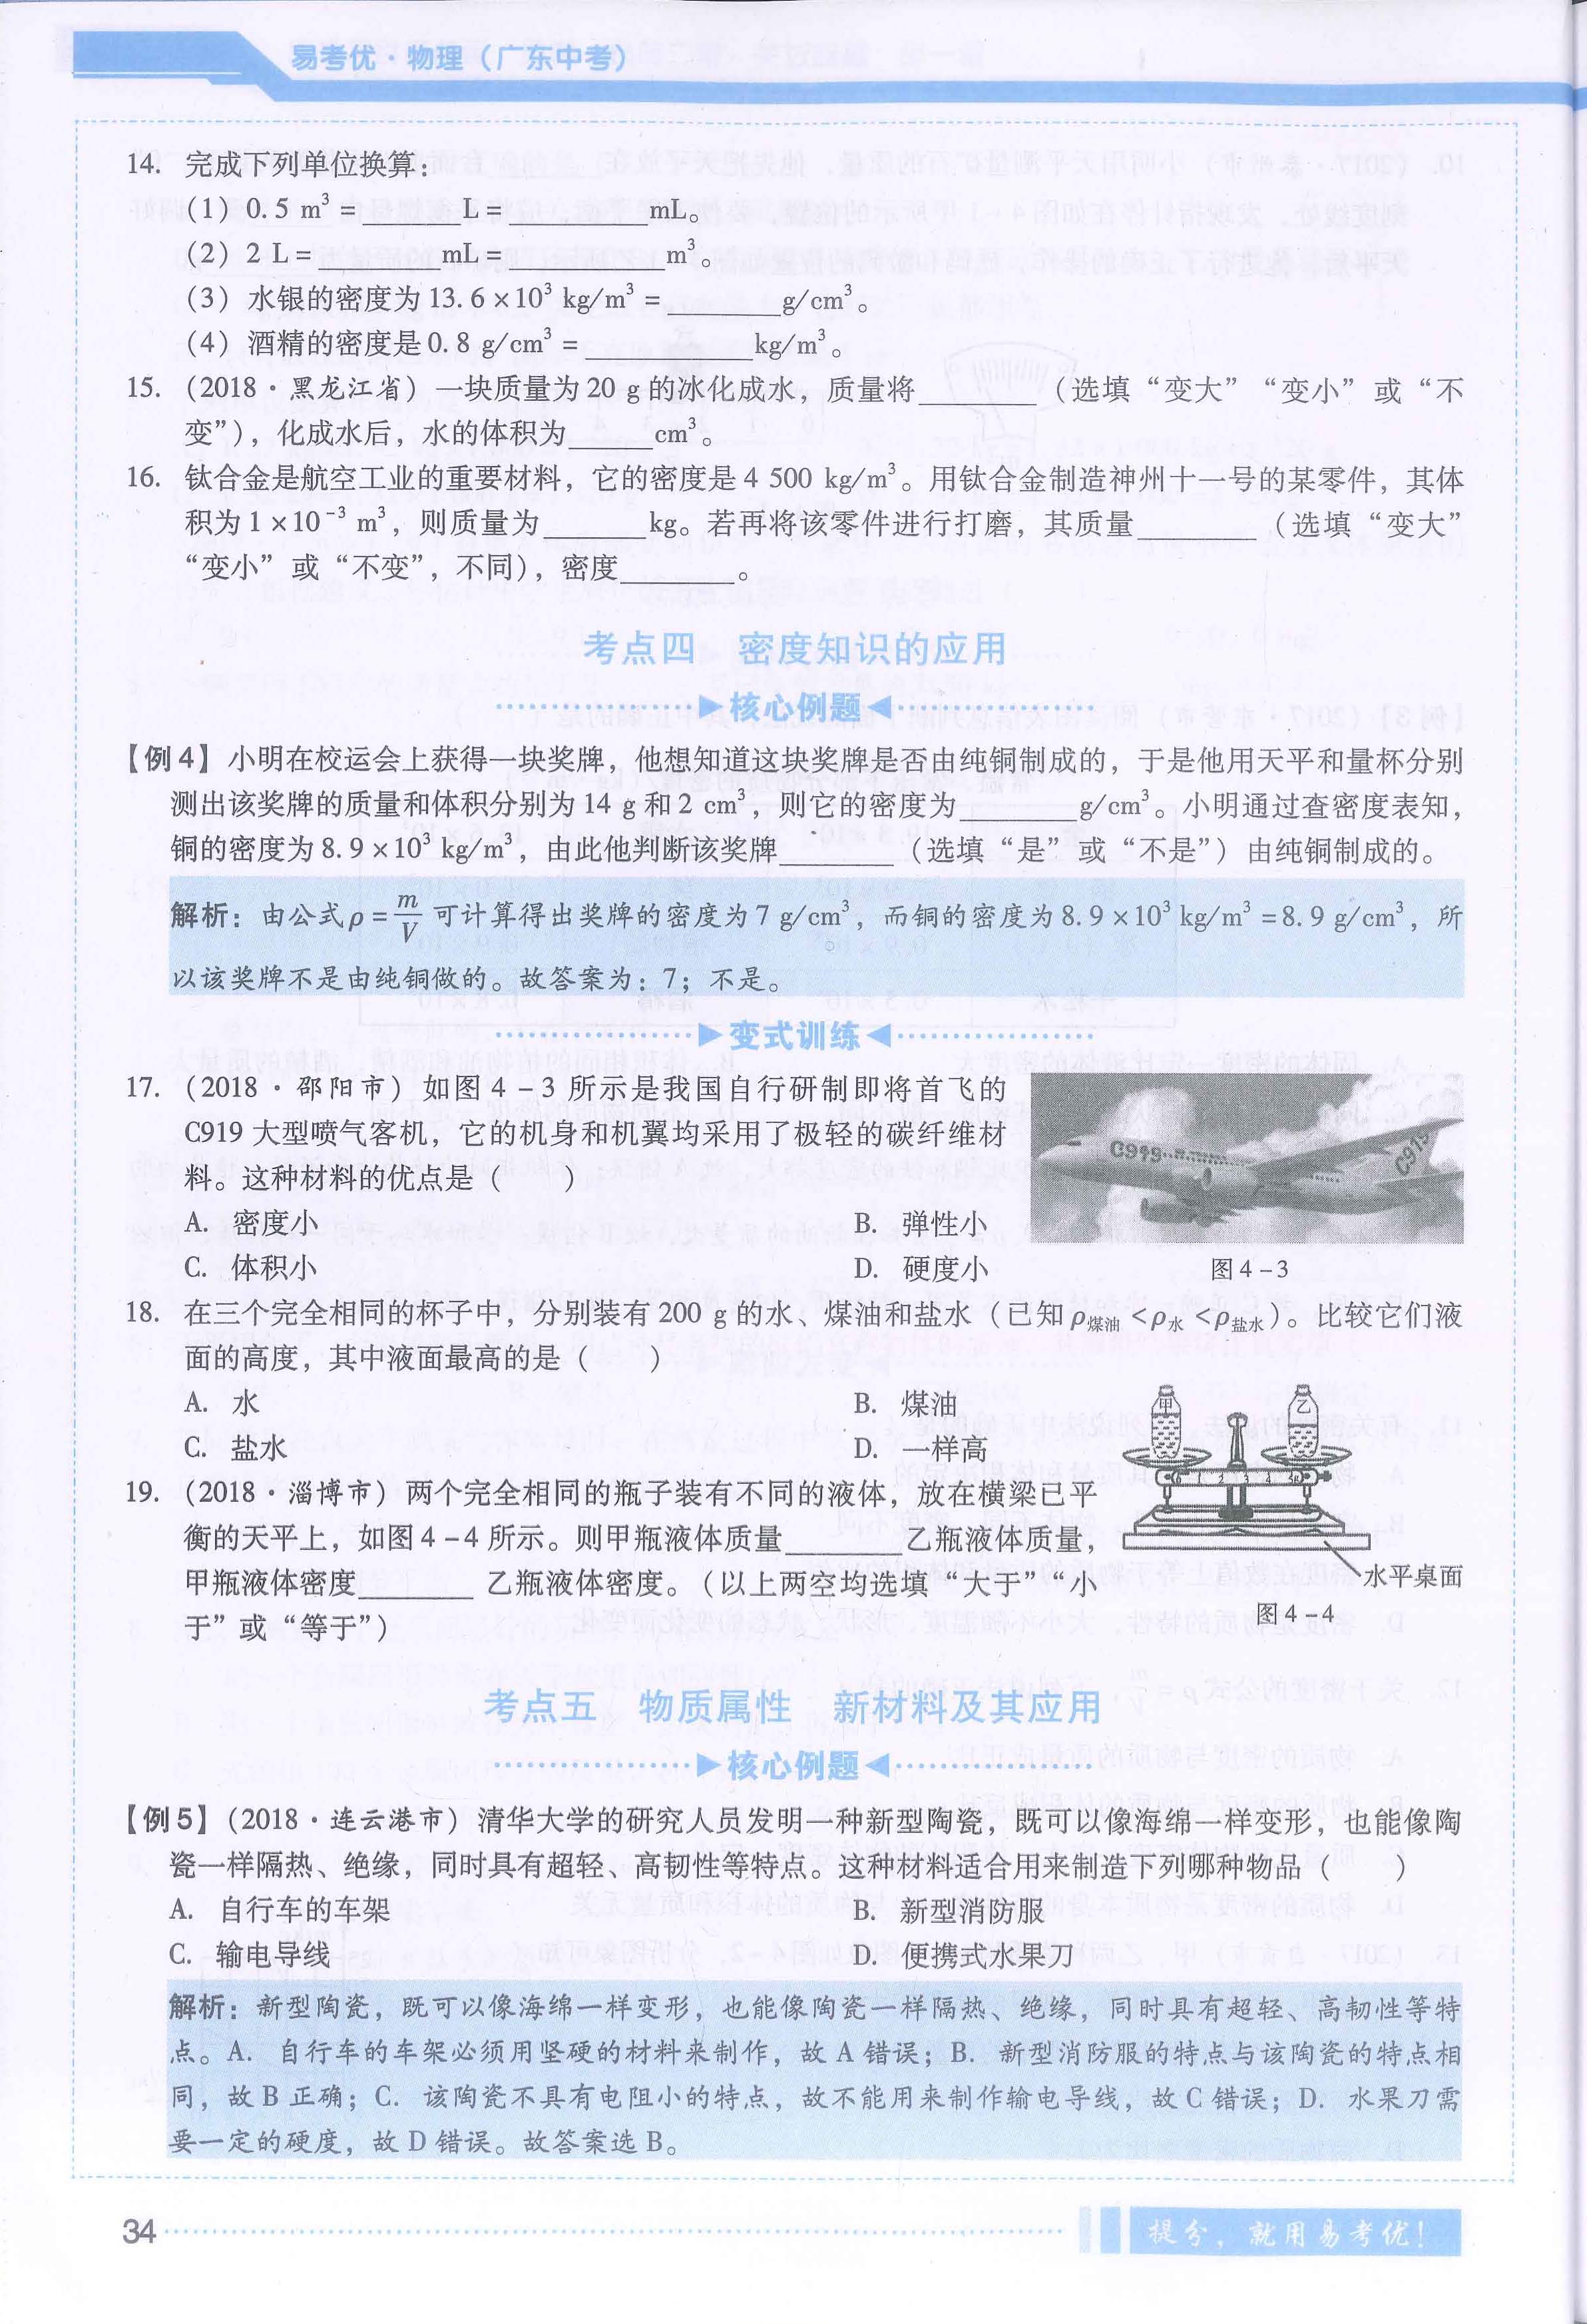 易考优·物理（广东中考）
14. 完成下列单位换算：
（1）0.5 m³ = ________ L = ________ mL。
（2）2 L = ________ mL = ________ m³。
（3）水银的密度为 13.6×10³ kg/m³ = ________ g/cm³。
（4）酒精的密度是 0.8 g/cm³ = ________ kg/m³。
15. （2018·黑龙江省）一块质量为 20 g 的冰化成水，质量将________（选填“变大”“变小”或“不
变”），化成水后，水的体积为______cm³。
16. 钛合金是航空工业的重要材料，它的密度是 4 500 kg/m³。用钛合金制造神州十一号的某零件，其体
积为 1×10⁻³ m³，则质量为______kg。若再将该零件进行打磨，其质量________（选填“变大”
“变小”或“不变”，不同），密度________。
考点四 密度知识的应用
核心例题
【例4】小明在校运会上获得一块奖牌，他想知道这块奖牌是否由纯铜制成的，于是他用天平和量杯分别
测出该奖牌的质量和体积分别为 14 g 和 2 cm³，则它的密度为________g/cm³。小明通过查密度表知，
铜的密度为 8.9×10³ kg/m³，由此他判断该奖牌________（选填“是”或“不是”）由纯铜制成的。
解析：由公式 ρ = m/V 可计算得出奖牌的密度为 7 g/cm³，而铜的密度为 8.9×10³ kg/m³ = 8.9 g/cm³，所
以该奖牌不是由纯铜做的。故答案为：7；不是。
变式训练
17. （2018·邵阳市）如图 4-3 所示是我国自行研制即将首飞的
C919 大型喷气客机，它的机身和机翼均采用了极轻的碳纤维材
料。这种材料的优点是（　　）
A. 密度小 B. 弹性小
C. 体积小 D. 硬度小
C919
C919
图 4-3
18. 在三个完全相同的杯子中，分别装有 200 g 的水、煤油和盐水（已知 ρ煤油 < ρ水 < ρ盐水）。比较它们液
面的高度，其中液面最高的是（　　）
A. 水 B. 煤油
C. 盐水 D. 一样高
19. （2018·淄博市）两个完全相同的瓶子装有不同的液体，放在横梁已平
衡的天平上，如图 4-4 所示。则甲瓶液体质量________乙瓶液体质量，
甲瓶液体密度________ 乙瓶液体密度。（以上两空均选填“大于”“小
于”或“等于”）
甲 乙
水平桌面
图 4-4
考点五 物质属性 新材料及其应用
核心例题
【例5】（2018·连云港市）清华大学的研究人员发明一种新型陶瓷，既可以像海绵一样变形，也能像陶
瓷一样隔热、绝缘，同时具有超轻、高韧性等特点。这种材料适合用来制造下列哪种物品（　　）
A. 自行车的车架 B. 新型消防服
C. 输电导线 D. 便携式水果刀
解析：新型陶瓷，既可以像海绵一样变形，也能像陶瓷一样隔热、绝缘，同时具有超轻、高韧性等特
点。A. 自行车的车架必须用坚硬的材料来制作，故 A 错误；B. 新型消防服的特点与该陶瓷的特点相
同，故 B 正确；C. 该陶瓷不具有电阻小的特点，故不能用来制作输电导线，故 C 错误；D. 水果刀需
要一定的硬度，故 D 错误。故答案选 B。
34
提分，就用易考优！